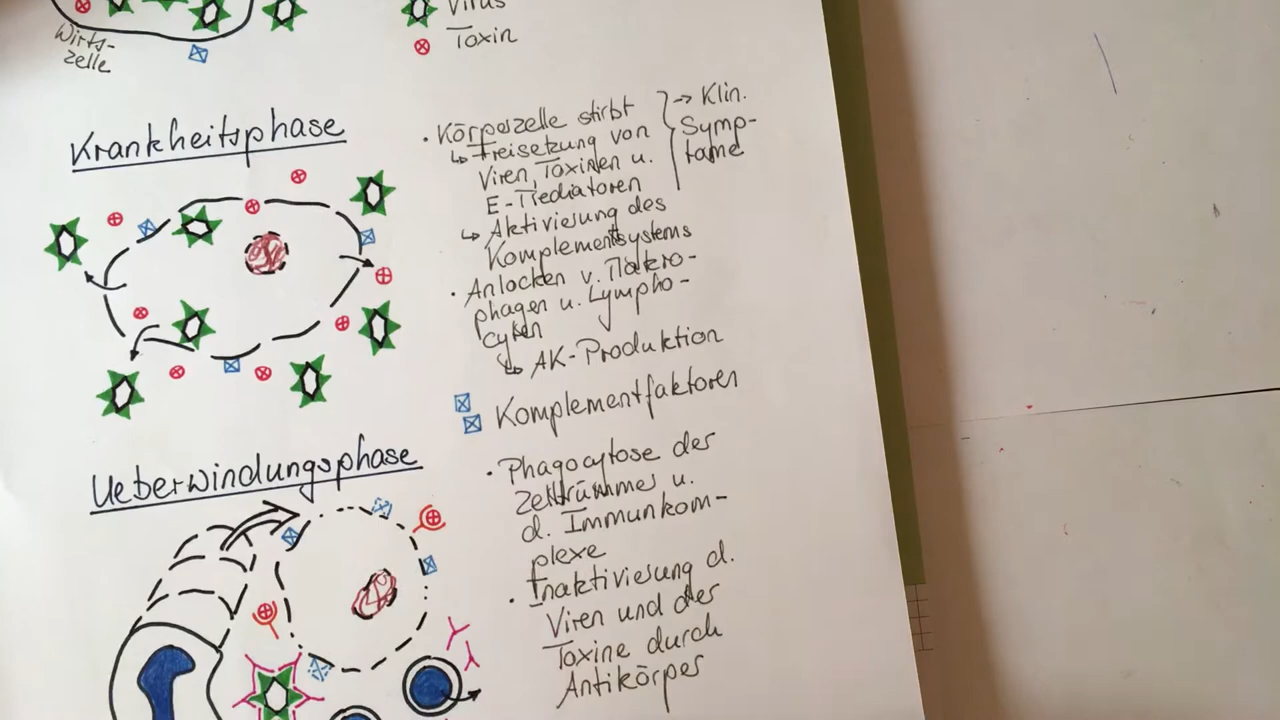 Virus
Wirts-
zelle
Toxin
Krankheitsphase
• Körperzelle stirbt
↳ Freisetzung von
Viren, Toxinen u.
E-Mediatoren
→ Klin.
Symp-
tome
↳ Aktivierung des
Komplementsystems
• Anlocken v. Makro-
phagen u. Lympho-
cyten
↳ AK-Produktion
Komplementfaktoren
Ueberwindungsphase
• Phagocytose der
Zelltrümmer u.
d. Immunkom-
plexe
• Inaktivierung d.
Viren und der
Toxine durch
Antikörper